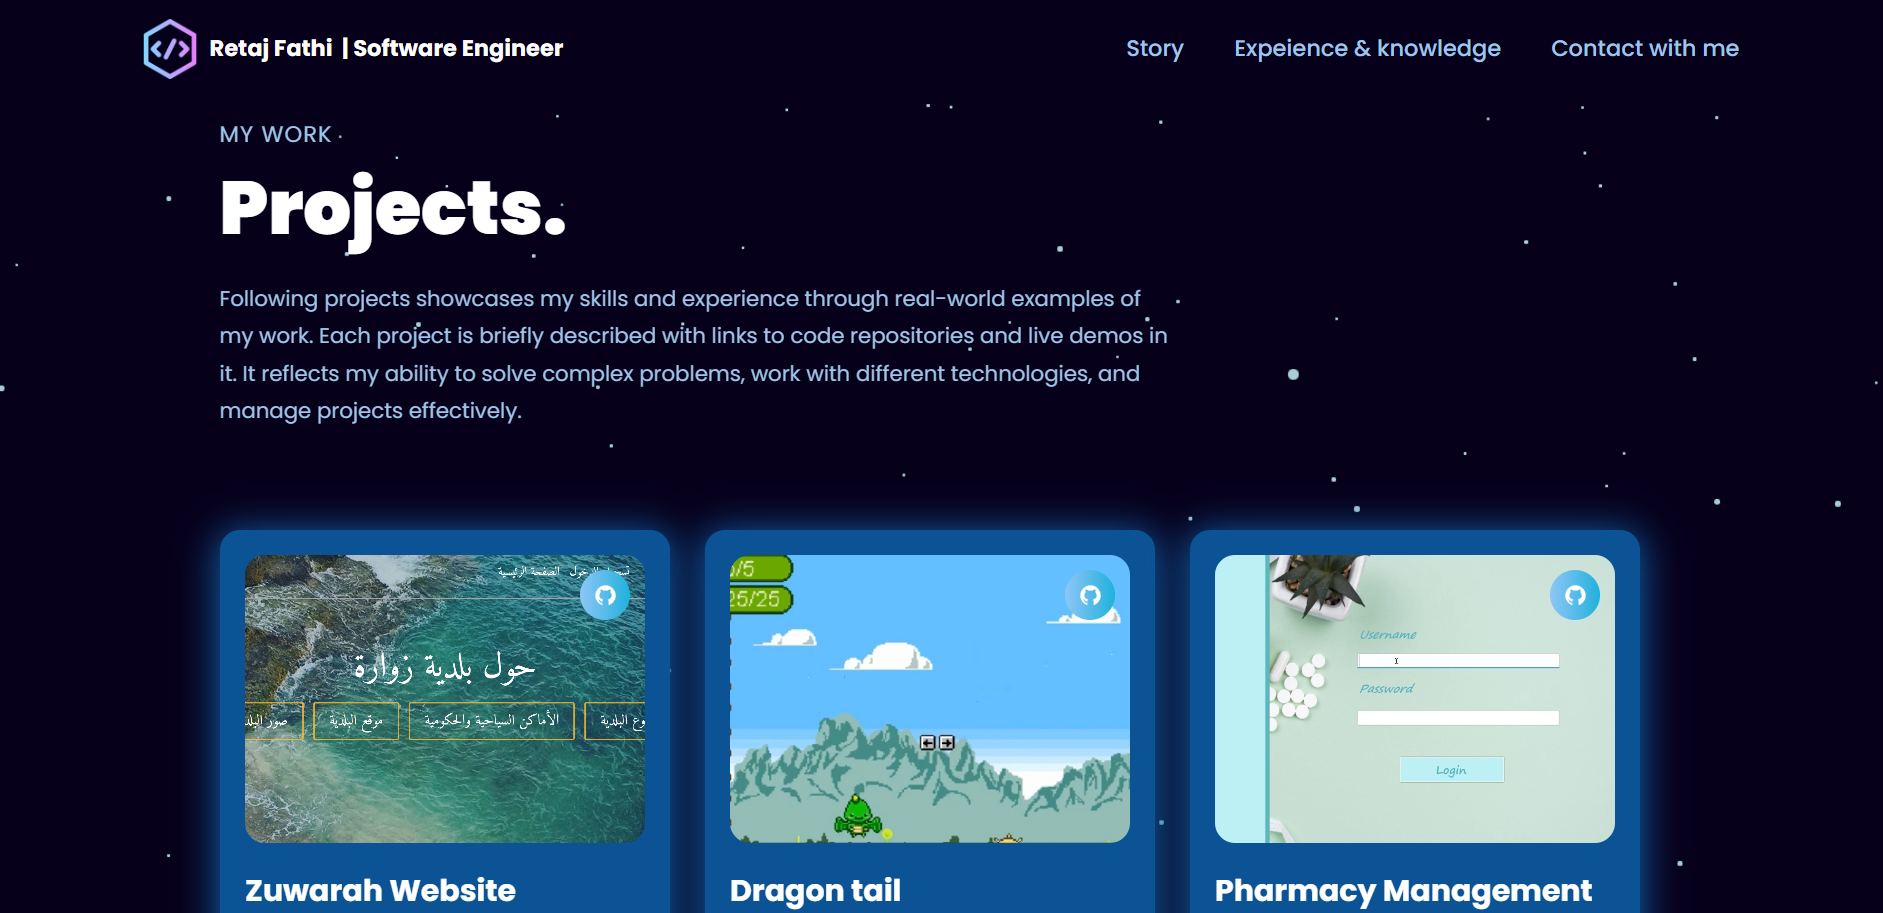 </> Retaj Fathi | Software Engineer
Story
Expeience & knowledge
Contact with me
MY WORK
Projects.
Following projects showcases my skills and experience through real-world examples of
my work. Each project is briefly described with links to code repositories and live demos in
it. It reflects my ability to solve complex problems, work with different technologies, and
manage projects effectively.
الصفحة الرئيسية
حول بلدية زوارة
الأماكن السياحية والحكومية
موقع البلدية
صور
Zuwarah Website
/5
25/25
Dragon tail
Username
Password
Login
Pharmacy Management